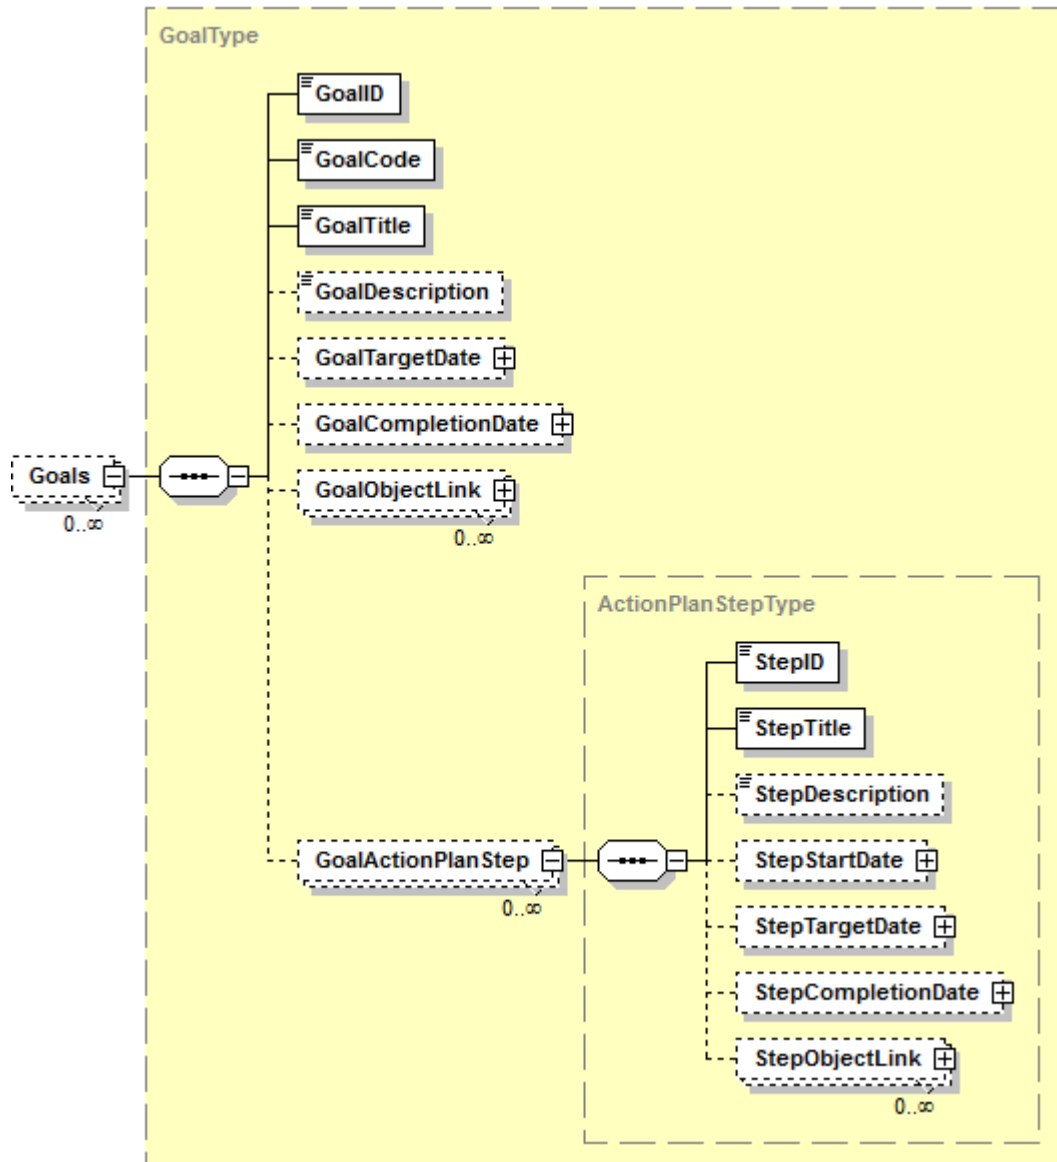 GoalType
GoalID
GoalCode
GoalTitle
GoalDescription
GoalTargetDate
GoalCompletionDate
Goals
0..∞
GoalObjectLink
0..∞
ActionPlanStepType
StepID
StepTitle
StepDescription
GoalActionPlanStep
0..∞
StepStartDate
StepTargetDate
StepCompletionDate
StepObjectLink
0..∞